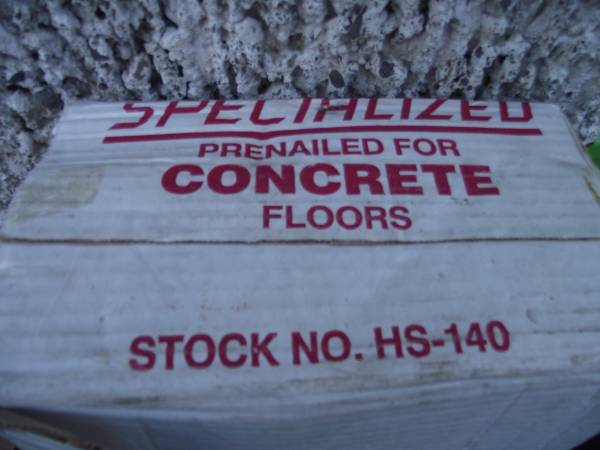 SPECIALIZED
PRENAILED FOR
CONCRETE
FLOORS
STOCK NO. HS-140